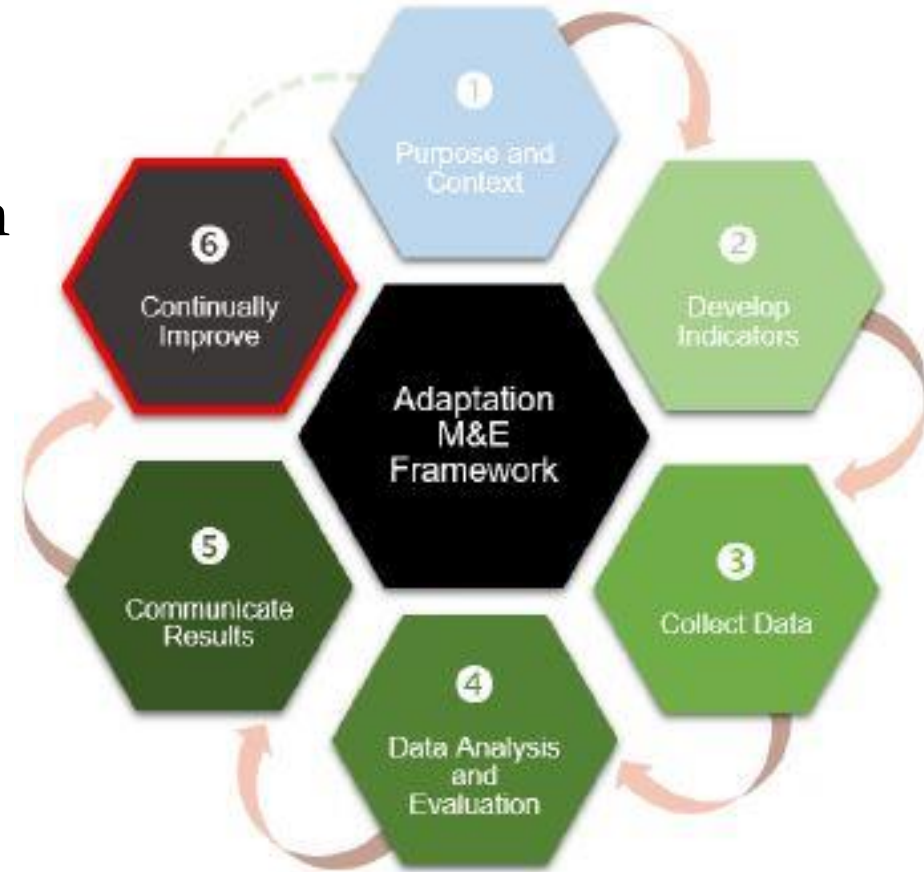 1
Purpose and
Context
2
Develop
Indicators
3
Collect Data
4
Data Analysis
and
Evaluation
5
Communicate
Results
6
Continually
Improve
Adaptation
M&E
Framework